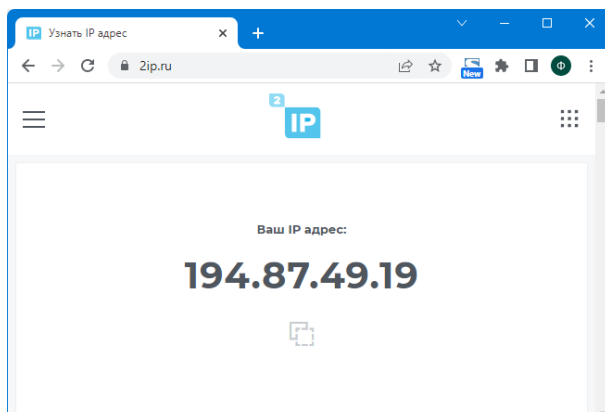 IP Узнать IP адрес
2ip.ru
New
Ф
2
IP
Ваш IP адрес:
194.87.49.19